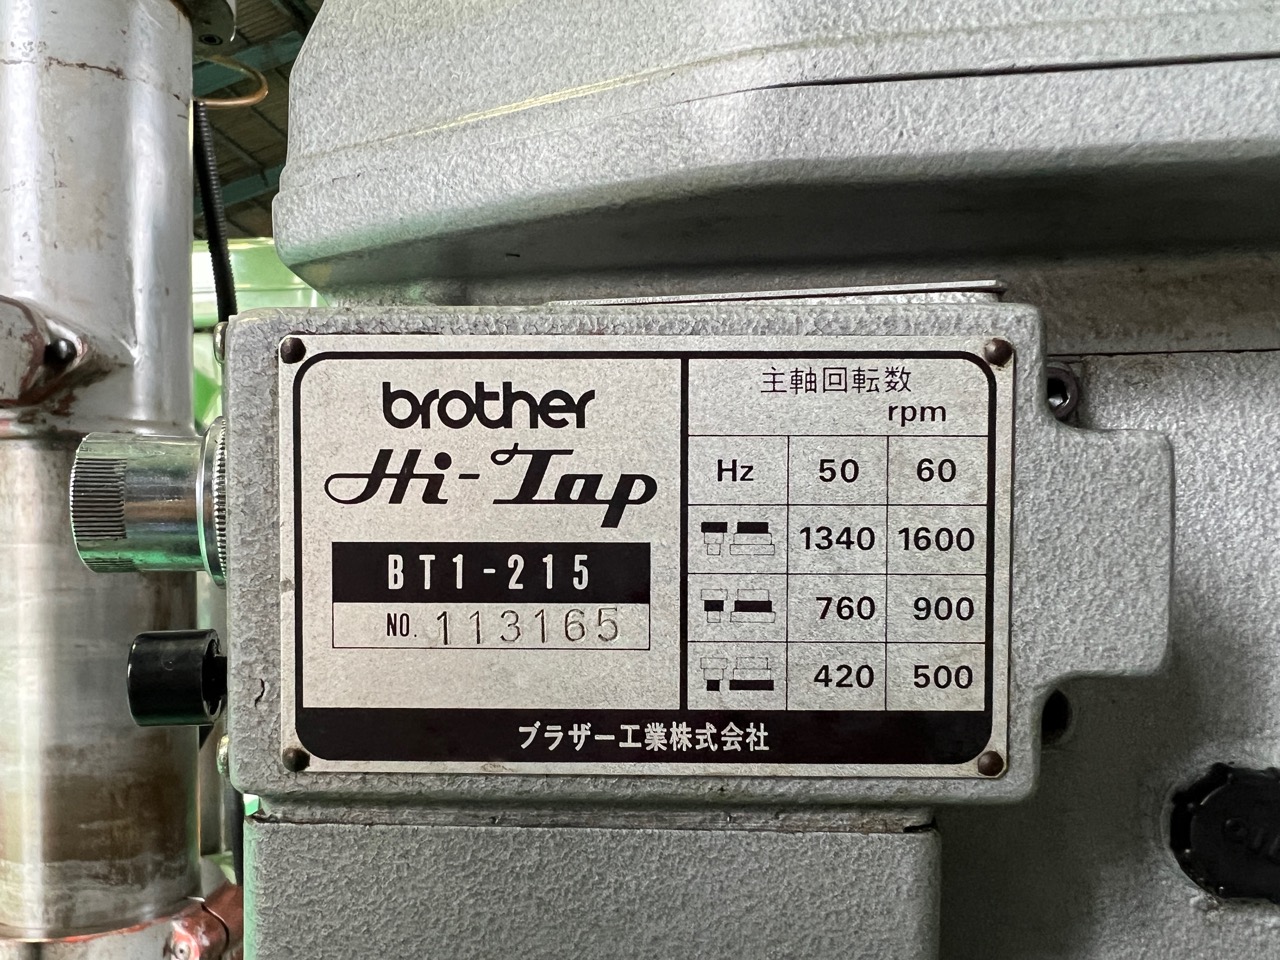 brother
Hi-Tap
BT1-215
NO. 113165
主軸回転数
rpm
Hz 50 60
1340 1600
760 900
420 500
ブラザー工業株式会社